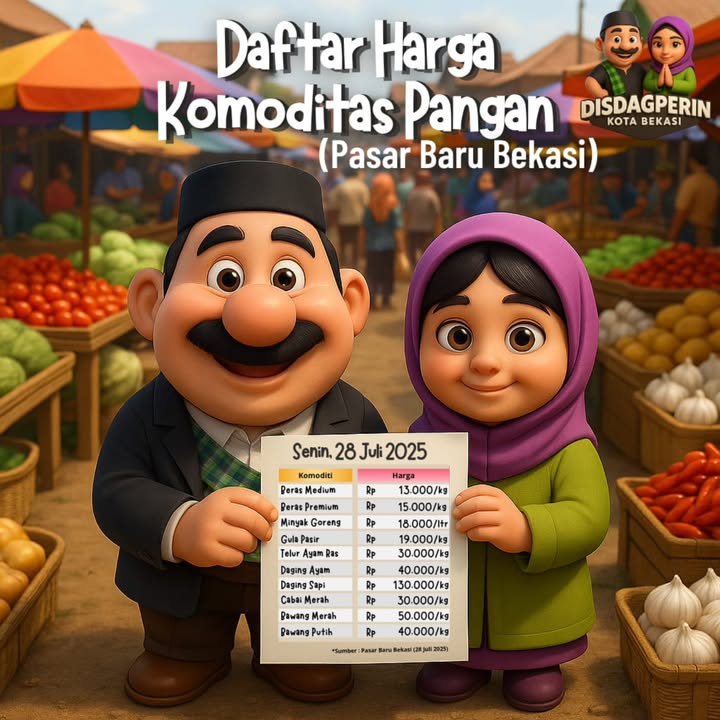 Daftar Harga
Komoditas Pangan
(Pasar Baru Bekasi)
DISDAGPERIN
KOTA BEKASI
Senin, 28 Juli 2025
Komoditi Harga
Beras Medium Rp 13.000/kg
Beras Premium Rp 15.000/kg
Minyak Goreng Rp 18.000/ltr
Gula Pasir Rp 19.000/kg
Telur Ayam Ras Rp 30.000/kg
Daging Ayam Rp 40.000/kg
Daging Sapi Rp 130.000/kg
Cabai Merah Rp 30.000/kg
Bawang Merah Rp 50.000/kg
Bawang Putih Rp 40.000/kg
*Sumber : Pasar Baru Bekasi (28 Juli 2025)